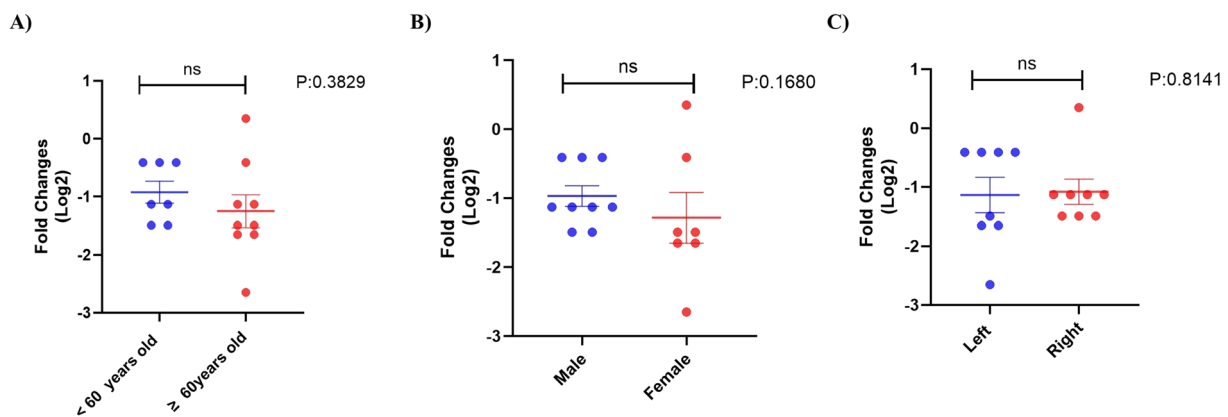 A)
ns
P:0.3829
Fold Changes
(Log2)
1
0
-1
-2
-3
< 60 years old
≥ 60years old
B)
ns
P:0.1680
Fold Changes
(Log2)
1
0
-1
-2
-3
Male
Female
C)
ns
P:0.8141
Fold Changes
(Log2)
1
0
-1
-2
-3
Left
Right